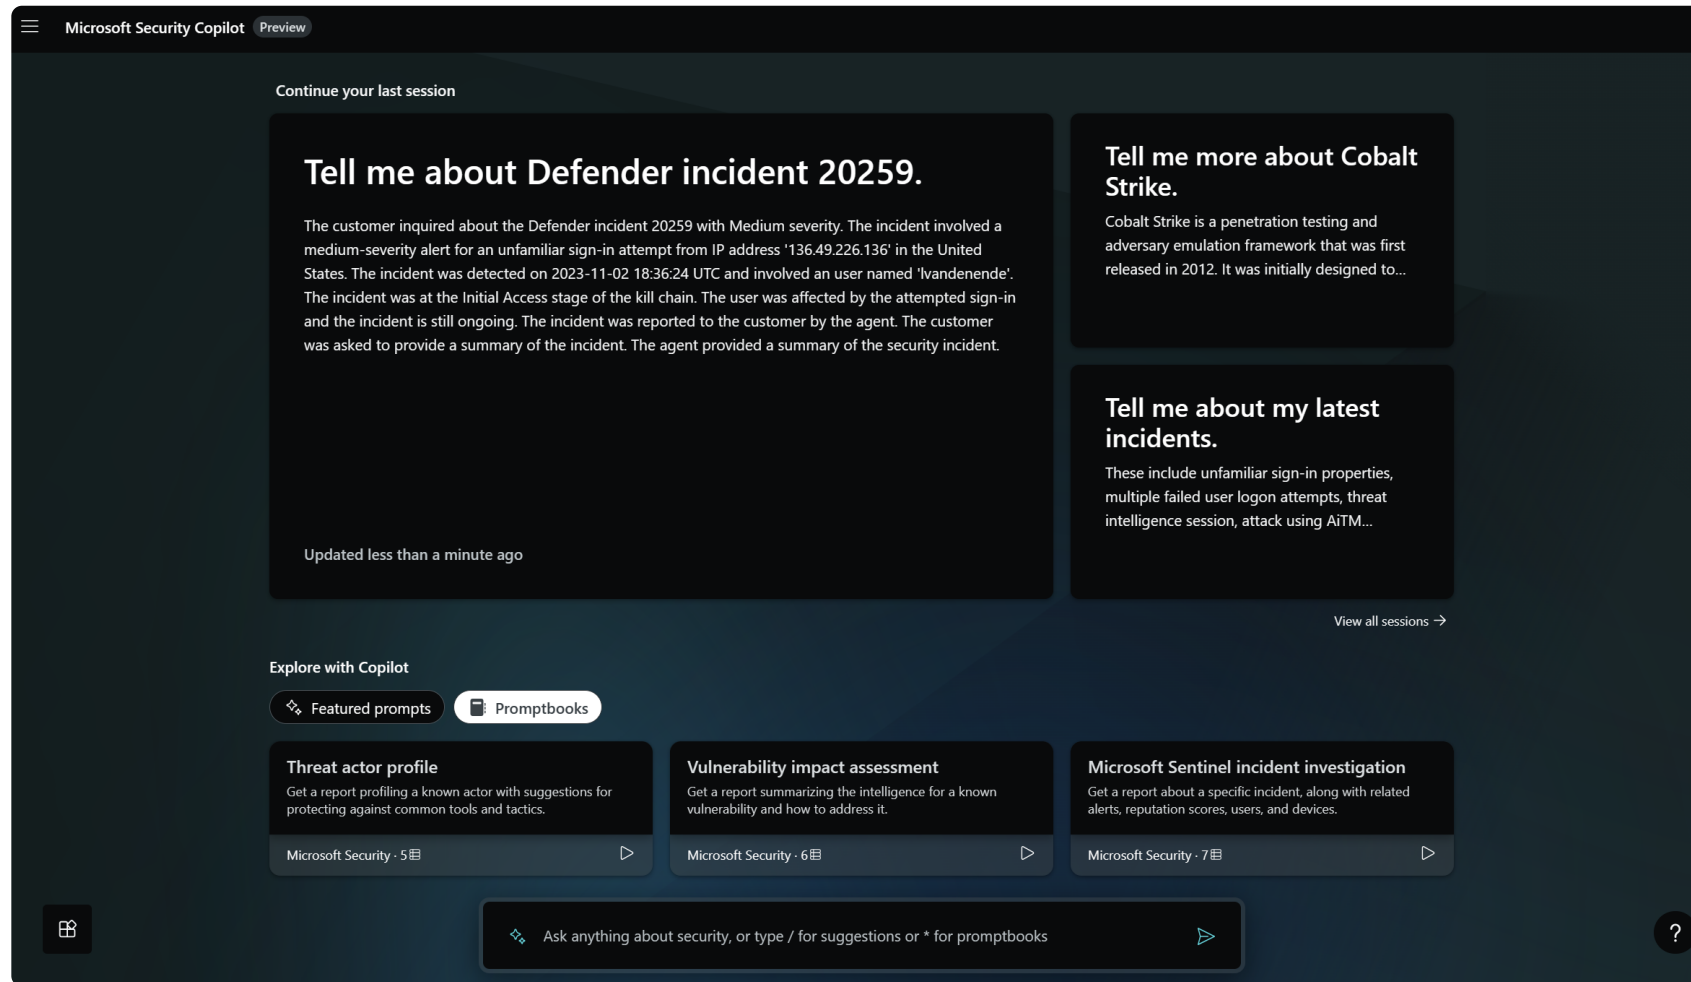 Microsoft Security Copilot Preview
Continue your last session
Tell me about Defender incident 20259.
The customer inquired about the Defender incident 20259 with Medium severity. The incident involved a
medium-severity alert for an unfamiliar sign-in attempt from IP address '136.49.226.136' in the United
States. The incident was detected on 2023-11-02 18:36:24 UTC and involved an user named 'lvandenende'.
The incident was at the Initial Access stage of the kill chain. The user was affected by the attempted sign-in
and the incident is still ongoing. The incident was reported to the customer by the agent. The customer
was asked to provide a summary of the incident. The agent provided a summary of the security incident.
Updated less than a minute ago
Tell me more about Cobalt
Strike.
Cobalt Strike is a penetration testing and
adversary emulation framework that was first
released in 2012. It was initially designed to...
Tell me about my latest
incidents.
These include unfamiliar sign-in properties,
multiple failed user logon attempts, threat
intelligence session, attack using AiTM...
View all sessions →
Explore with Copilot
Featured prompts
Promptbooks
Threat actor profile
Get a report profiling a known actor with suggestions for
protecting against common tools and tactics.
Microsoft Security · 5
Vulnerability impact assessment
Get a report summarizing the intelligence for a known
vulnerability and how to address it.
Microsoft Security · 6
Microsoft Sentinel incident investigation
Get a report about a specific incident, along with related
alerts, reputation scores, users, and devices.
Microsoft Security · 7
Ask anything about security, or type / for suggestions or * for promptbooks
?